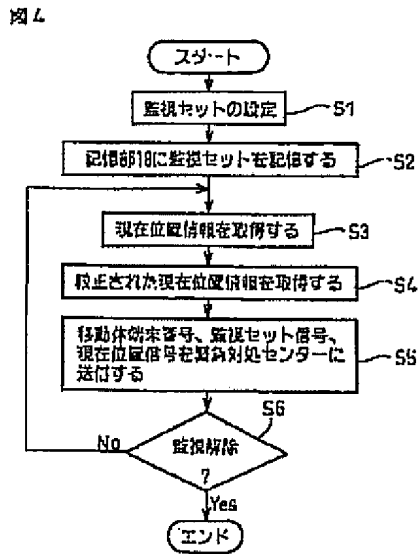 図4
スタート
監視セットの設定
S1
記憶部18に監視セットを記憶する
S2
現在位置情報を取得する
S3
校正された現在位置情報を取得する
S4
移動体端末番号、監視セット信号、
現在位置信号を緊急対処センターに
送付する
S5
S6
監視解除
?
No
Yes
エンド